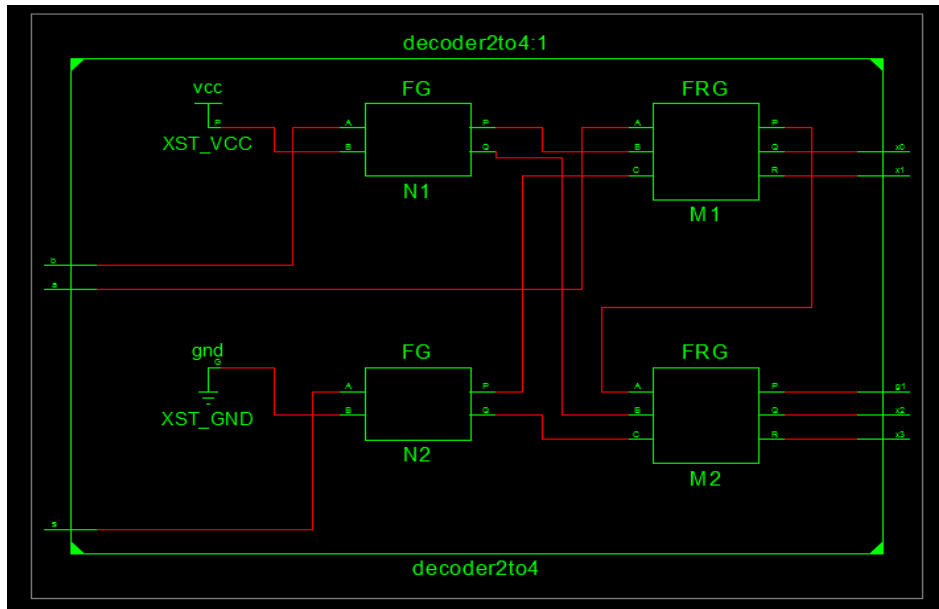 decoder2to4:1
vcc
P
XST_VCC
FG
A
B
P
Q
N1
FRG
A
B
C
P
Q
R
M1
x0
x1
b
a
gnd
G
XST_GND
FG
A
B
P
Q
N2
FRG
A
B
C
P
Q
R
M2
g1
x2
x3
s
decoder2to4